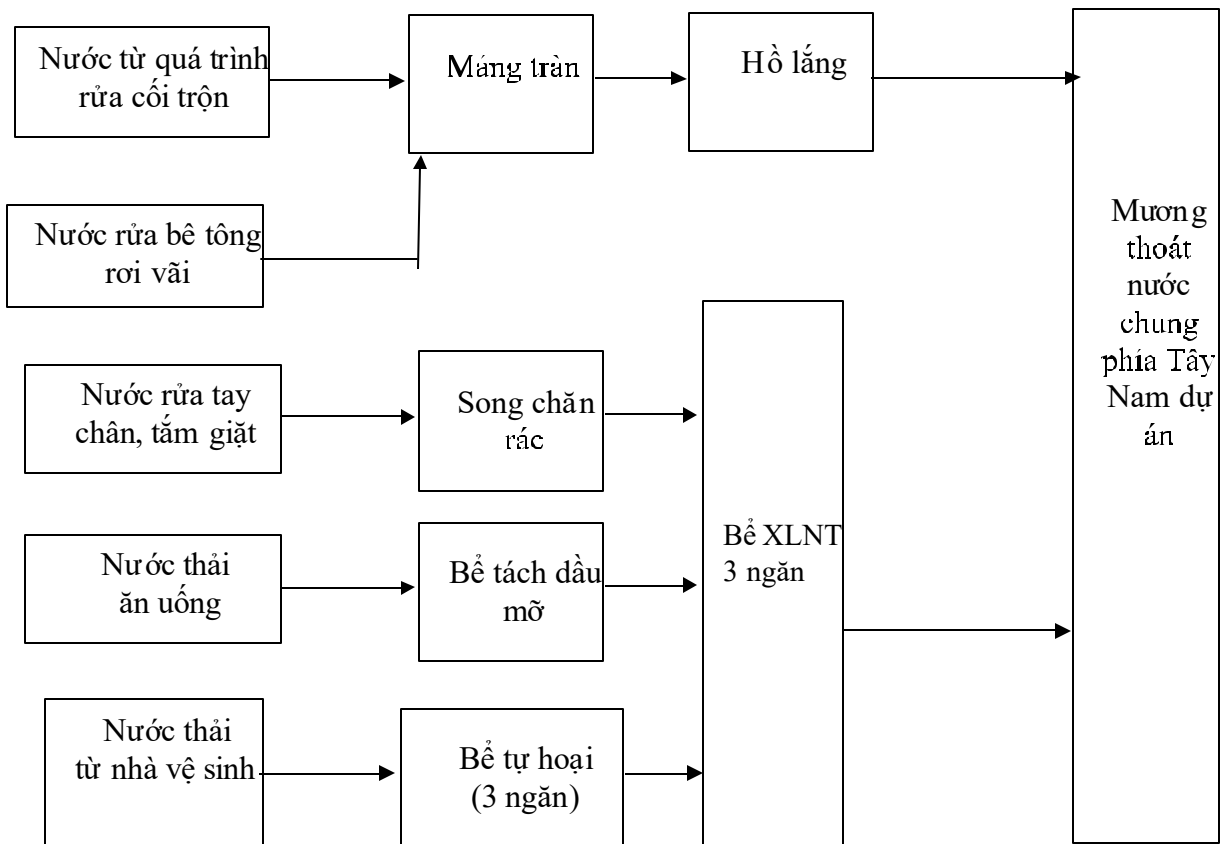 Nước từ quá trình
rửa cối trộn
Máng tràn
Hồ lắng
Nước rửa bê tông
rơi vãi
Mương
thoát
nước
chung
phía Tây
Nam dự
án
Nước rửa tay
chân, tắm giặt
Song chăn
rác
Bể XLNT
3 ngăn
Nước thải
ăn uống
Bể tách dầu
mỡ
Nước thải
từ nhà vệ sinh
Bể tự hoại
(3 ngăn)